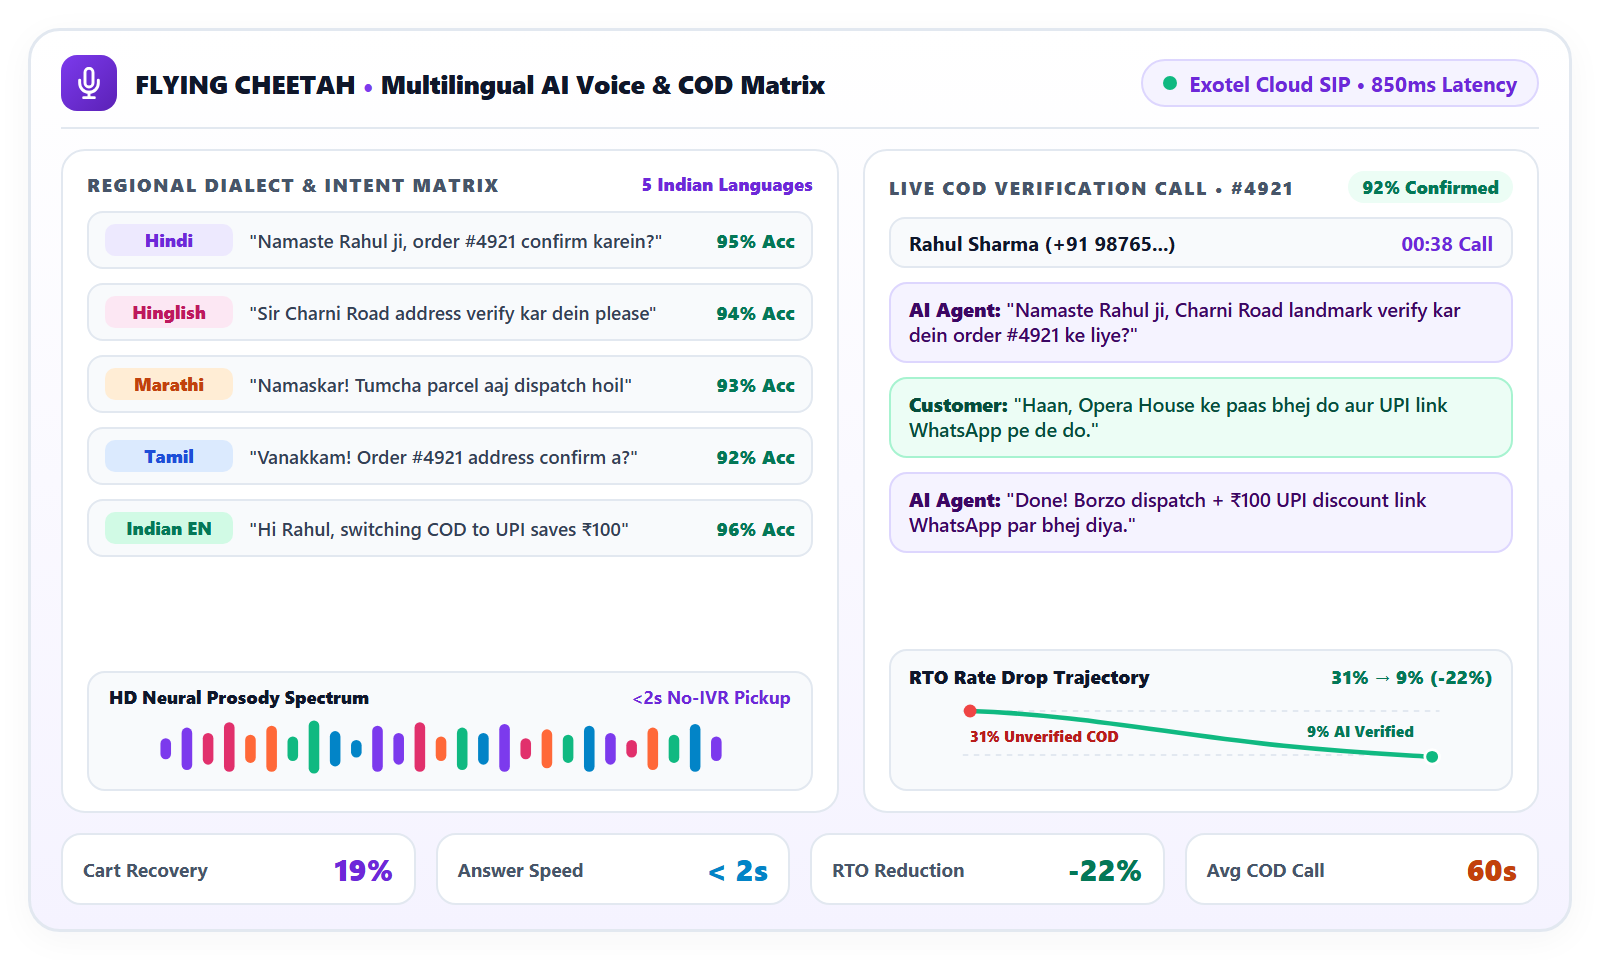 FLYING CHEETAH • Multilingual AI Voice & COD Matrix
Exotel Cloud SIP • 850ms Latency
REGIONAL DIALECT & INTENT MATRIX
5 Indian Languages
Hindi "Namaste Rahul ji, order #4921 confirm karein?" 95% Acc
Hinglish "Sir Charni Road address verify kar dein please" 94% Acc
Marathi "Namaskar! Tumcha parcel aaj dispatch hoil" 93% Acc
Tamil "Vanakkam! Order #4921 address confirm a?" 92% Acc
Indian EN "Hi Rahul, switching COD to UPI saves ₹100" 96% Acc
HD Neural Prosody Spectrum
<2s No-IVR Pickup
LIVE COD VERIFICATION CALL • #4921
92% Confirmed
Rahul Sharma (+91 98765...)
00:38 Call
AI Agent: "Namaste Rahul ji, Charni Road landmark verify kar
dein order #4921 ke liye?"
Customer: "Haan, Opera House ke paas bhej do aur UPI link
WhatsApp pe de do."
AI Agent: "Done! Borzo dispatch + ₹100 UPI discount link
WhatsApp par bhej diya."
RTO Rate Drop Trajectory
31% → 9% (-22%)
31% Unverified COD
9% AI Verified
Cart Recovery 19%
Answer Speed < 2s
RTO Reduction -22%
Avg COD Call 60s